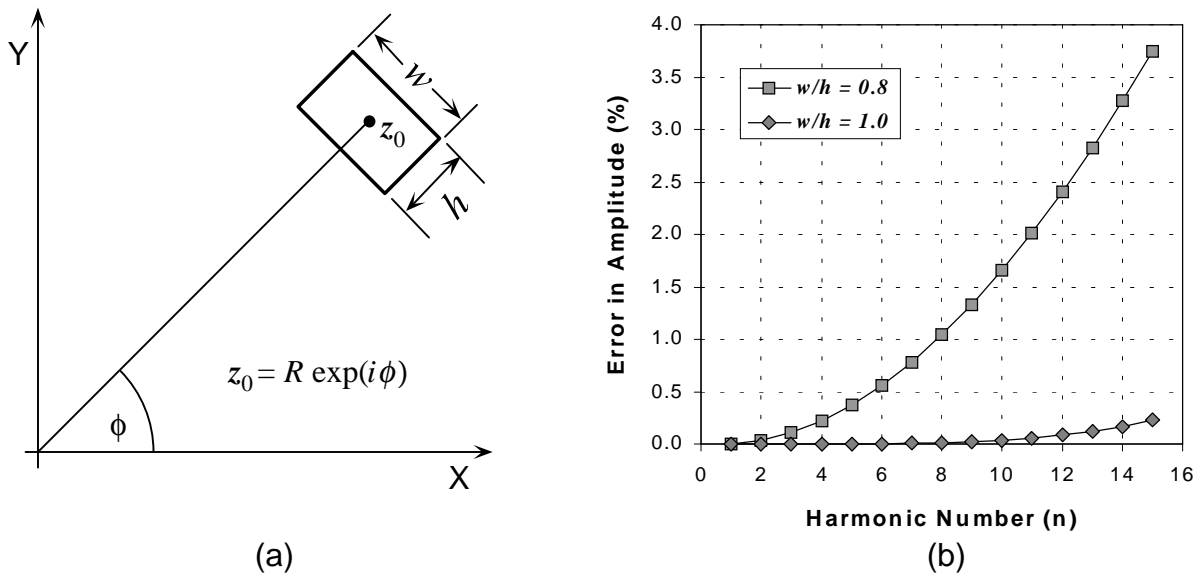 Y
w
z0
h
z0 = R exp(iϕ)
ϕ
X
(a)
4.0
3.5
3.0
2.5
2.0
1.5
1.0
0.5
0.0
Error in Amplitude (%)
w/h = 0.8
w/h = 1.0
0 2 4 6 8 10 12 14 16
Harmonic Number (n)
(b)